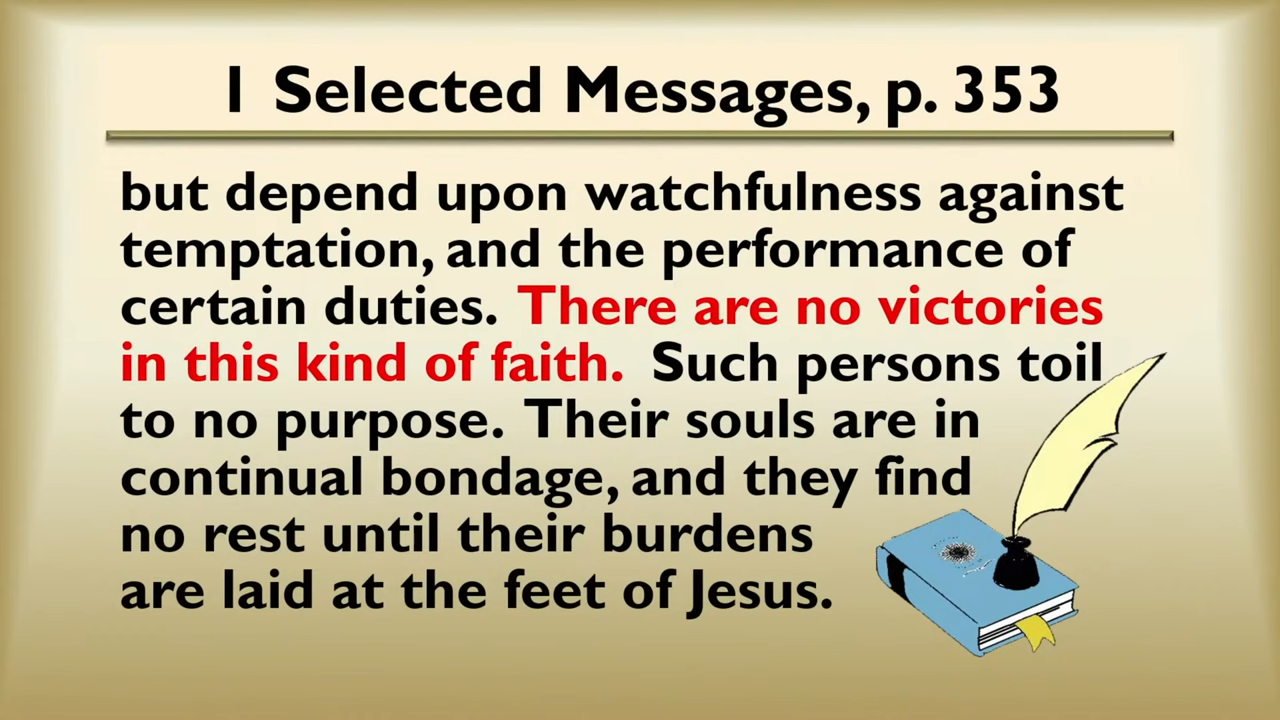 1 Selected Messages, p. 353
but depend upon watchfulness against
temptation, and the performance of
certain duties. There are no victories
in this kind of faith. Such persons toil
to no purpose. Their souls are in
continual bondage, and they find
no rest until their burdens
are laid at the feet of Jesus.